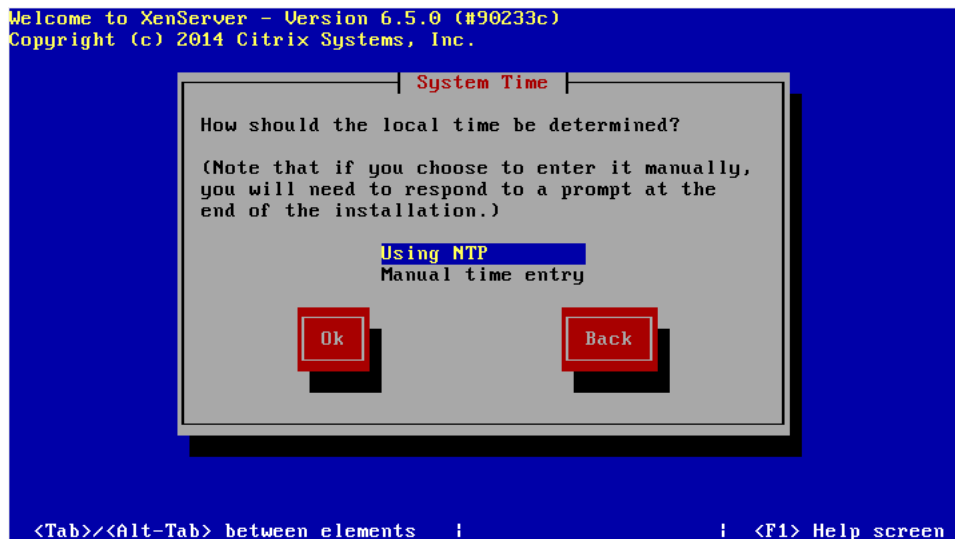 Welcome to XenServer - Version 6.5.0 (#90233c)
Copyright (c) 2014 Citrix Systems, Inc.
System Time
How should the local time be determined?
(Note that if you choose to enter it manually,
you will need to respond to a prompt at the
end of the installation.)
Using NTP
Manual time entry
Ok Back
<Tab>/<Alt-Tab> between elements | | <F1> Help screen